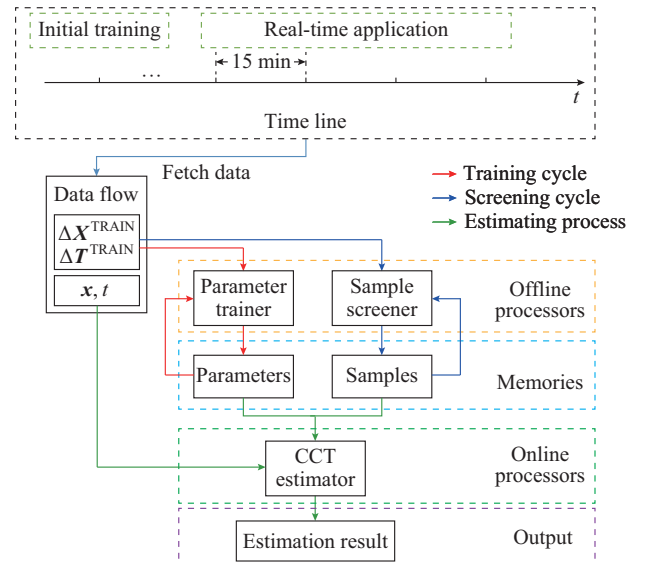 Initial training
Real-time application
15 min
...
t
Time line
Fetch data
Data flow
ΔX^TRAIN
ΔT^TRAIN
x, t
Training cycle
Screening cycle
Estimating process
Parameter
trainer
Sample
screener
Offline
processors
Parameters
Samples
Memories
CCT
estimator
Online
processors
Estimation result
Output